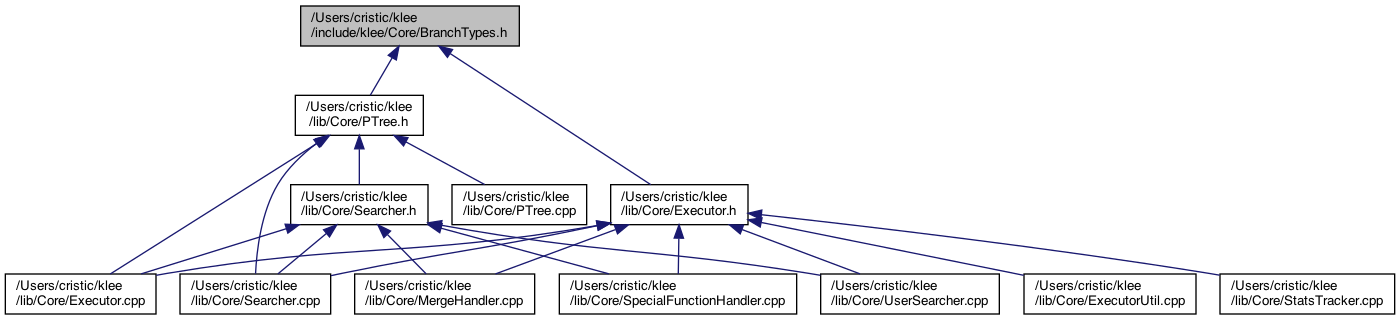 /Users/cristic/klee
/include/klee/Core/BranchTypes.h
/Users/cristic/klee
/lib/Core/PTree.h
/Users/cristic/klee
/lib/Core/Searcher.h
/Users/cristic/klee
/lib/Core/PTree.cpp
/Users/cristic/klee
/lib/Core/Executor.h
/Users/cristic/klee
/lib/Core/Executor.cpp
/Users/cristic/klee
/lib/Core/Searcher.cpp
/Users/cristic/klee
/lib/Core/MergeHandler.cpp
/Users/cristic/klee
/lib/Core/SpecialFunctionHandler.cpp
/Users/cristic/klee
/lib/Core/UserSearcher.cpp
/Users/cristic/klee
/lib/Core/ExecutorUtil.cpp
/Users/cristic/klee
/lib/Core/StatsTracker.cpp